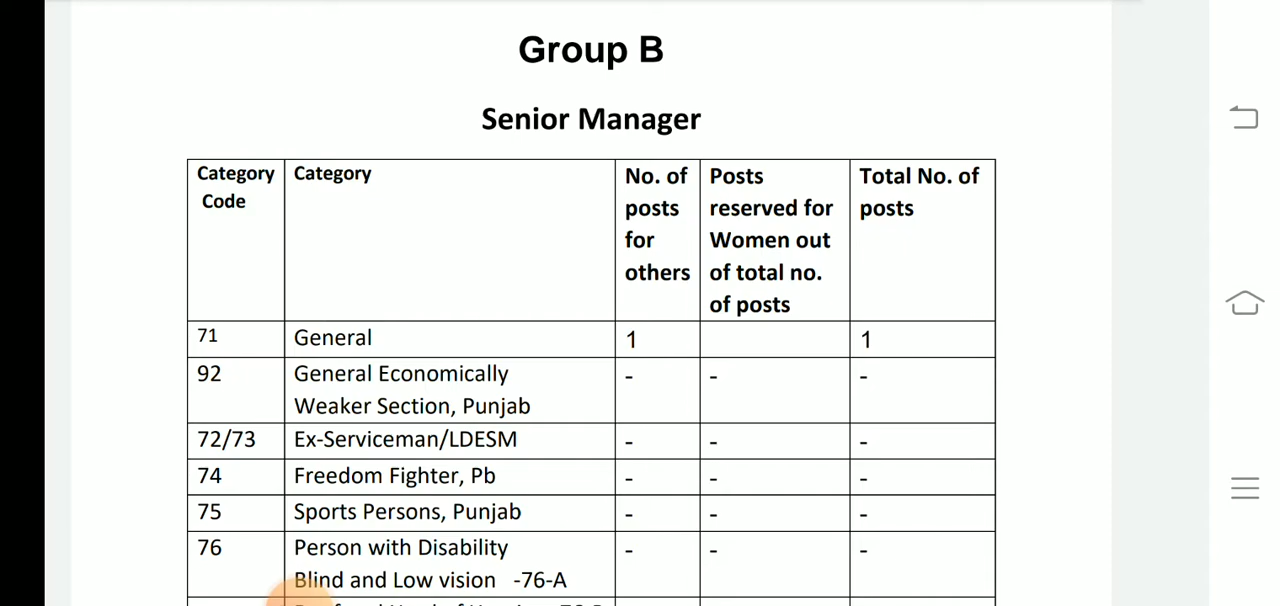 Group B
Senior Manager
Category Code Category No. of posts for others Posts reserved for Women out of total no. of posts Total No. of posts
71 General 1 1
92 General Economically Weaker Section, Punjab - - -
72/73 Ex-Serviceman/LDESM - - -
74 Freedom Fighter, Pb - - -
75 Sports Persons, Punjab - - -
76 Person with Disability - - -
Blind and Low vision -76-A